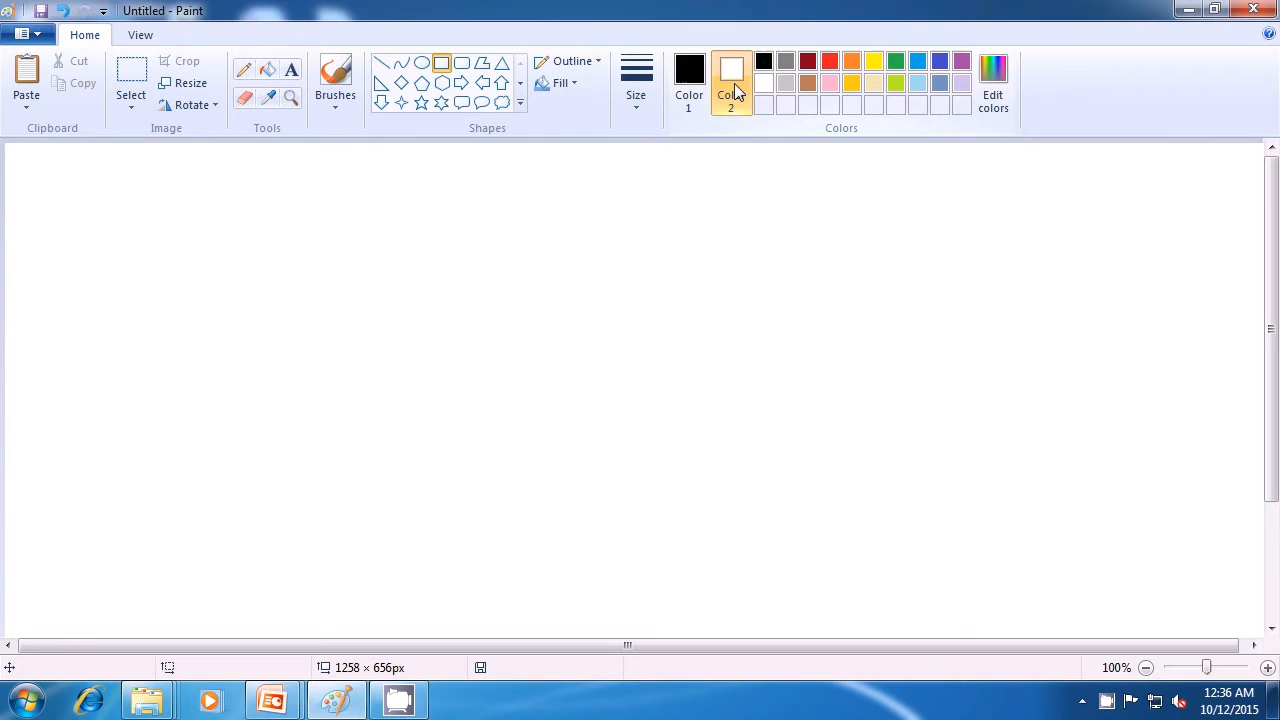 Untitled - Paint
Home View
Paste
Cut
Copy
Clipboard
Select
Crop
Resize
Rotate
Image
A
Tools
Brushes
Shapes
Outline
Fill
Size
Color
1
2
Edit
colors
Colors
1258 × 656px
100%
12:36 AM
10/12/2015